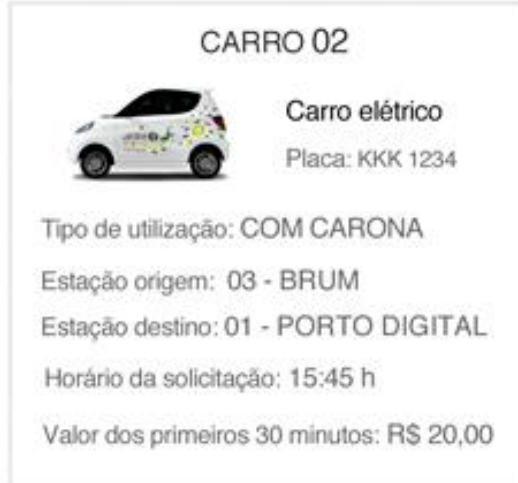 CARRO 02
Carro elétrico
Placa: KKK 1234
Tipo de utilização: COM CARONA
Estação origem: 03 - BRUM
Estação destino: 01 - PORTO DIGITAL
Horário da solicitação: 15:45 h
Valor dos primeiros 30 minutos: R$ 20,00